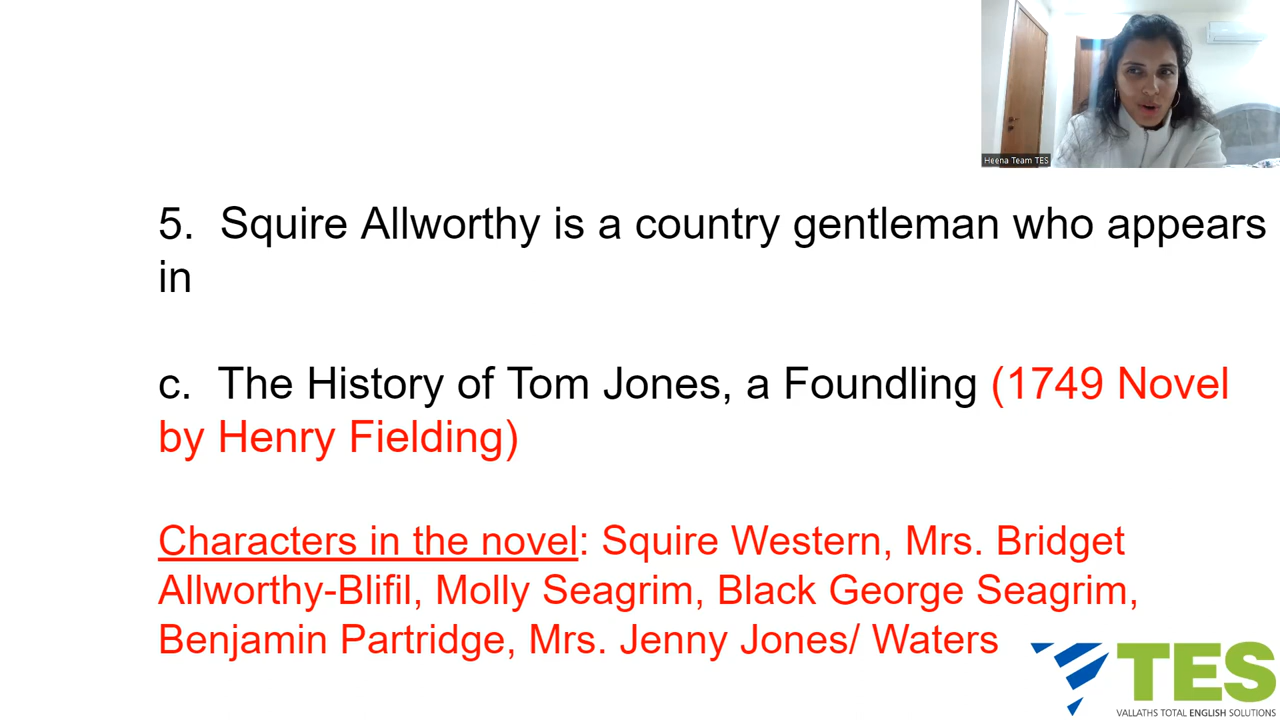 Heena Team TES
5. Squire Allworthy is a country gentleman who appears
in
c. The History of Tom Jones, a Foundling (1749 Novel
by Henry Fielding)
Characters in the novel: Squire Western, Mrs. Bridget
Allworthy-Blifil, Molly Seagrim, Black George Seagrim,
Benjamin Partridge, Mrs. Jenny Jones/ Waters
TES
VALLATHS TOTAL ENGLISH SOLUTIONS